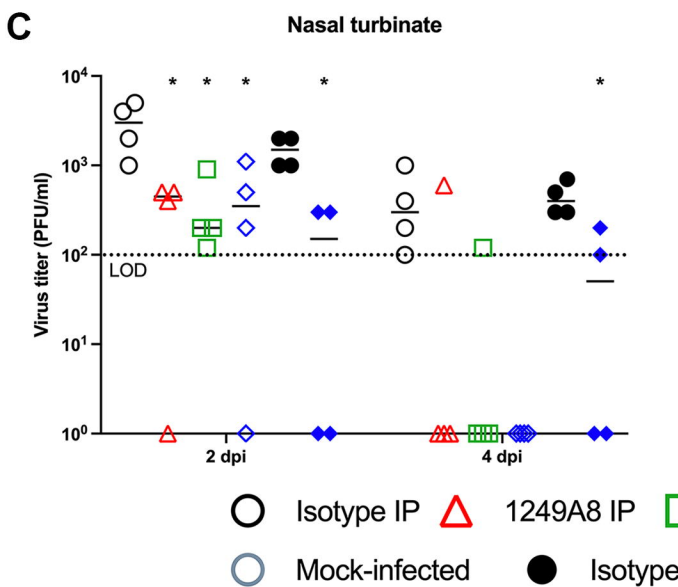 C
Nasal turbinate
* * * * *
10⁴
10³
10²
10¹
10⁰
Virus titer (PFU/ml)
LOD
2 dpi 4 dpi
Isotype IP 1249A8 IP
Mock-infected Isotype